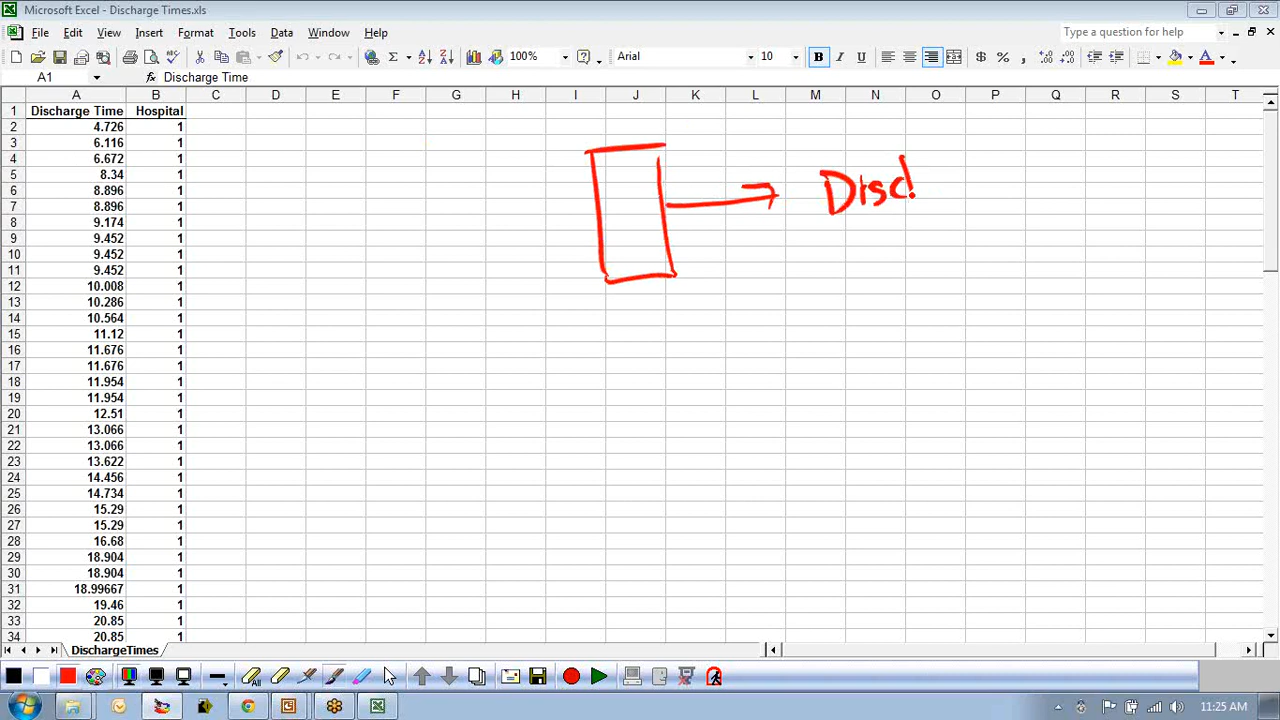 Microsoft Excel - Discharge Times.xls
File Edit View Insert Format Tools Data Window Help
Type a question for help
100%
Arial
10
B I U
$ % ,
A1
fx Discharge Time
A B C D E F G H I J K L M N O P Q R S T
1 Discharge Time Hospital
2 4.726 1
3 6.116 1
4 6.672 1
5 8.34 1
6 8.896 1
7 8.896 1
8 9.174 1
9 9.452 1
10 9.452 1
11 9.452 1
12 10.008 1
13 10.286 1
14 10.564 1
15 11.12 1
16 11.676 1
17 11.676 1
18 11.954 1
19 11.954 1
20 12.51 1
21 13.066 1
22 13.066 1
23 13.622 1
24 14.456 1
25 14.734 1
26 15.29 1
27 15.29 1
28 16.68 1
29 18.904 1
30 18.904 1
31 18.99667 1
32 19.46 1
33 20.85 1
34 20.85 1
Disc
DischargeTimes
11:25 AM